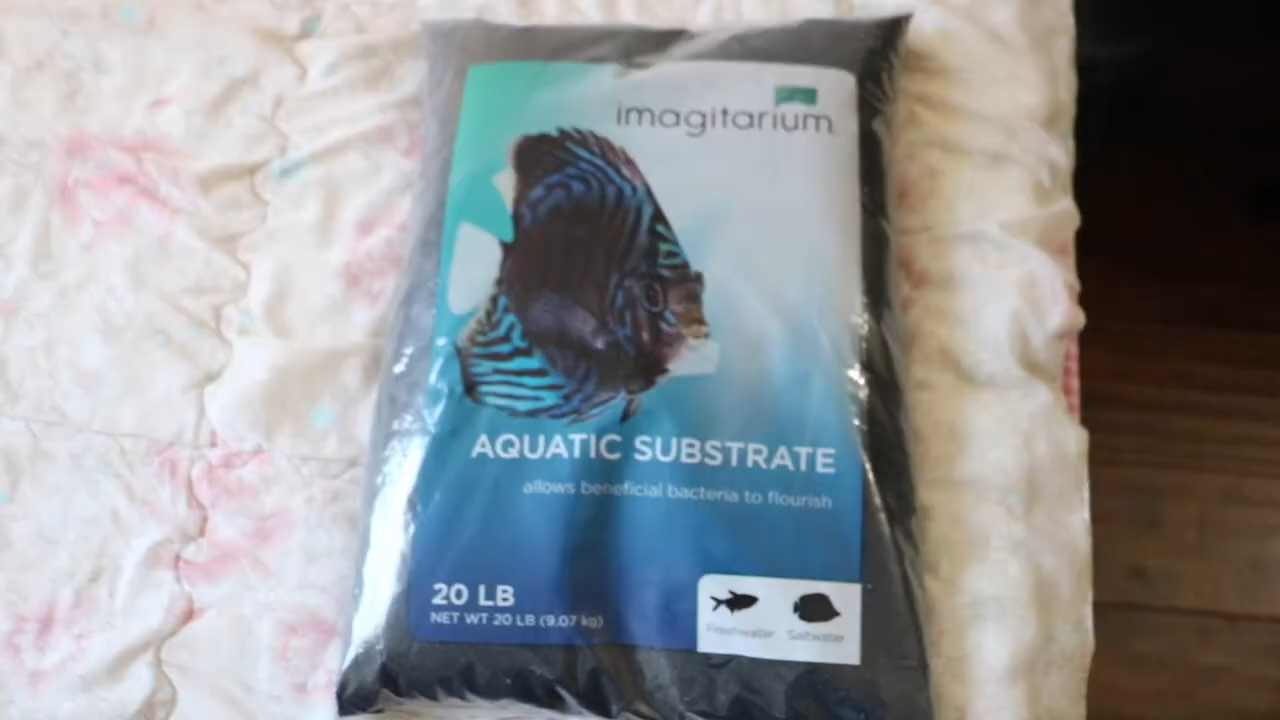 imagitarium
AQUATIC SUBSTRATE
allows beneficial bacteria to flourish
20 LB
NET WT 20 LB (9.07 kg)
Freshwater Saltwater